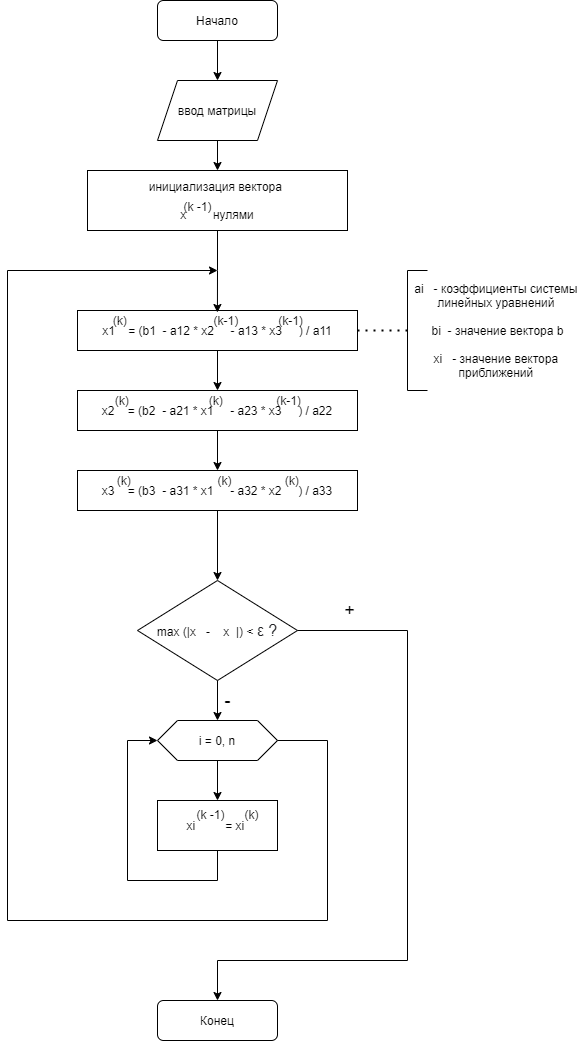 Начало
ввод матрицы
инициализация вектора
x^(k -1) нулями
x1^(k) = (b1 - a12 * x2^(k-1) - a13 * x3^(k-1)) / a11
ai - коэффициенты системы
линейных уравнений
bi - значение вектора b
xi - значение вектора
приближений
x2^(k) = (b2 - a21 * x1^(k) - a23 * x3^(k-1)) / a22
x3^(k) = (b3 - a31 * x1^(k) - a32 * x2^(k)) / a33
max (|x - x |) < ε ?
+
-
i = 0, n
xi^(k -1) = xi^(k)
Конец